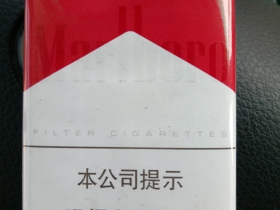 Marlboro
FILTER CIGARETTES
本公司提示